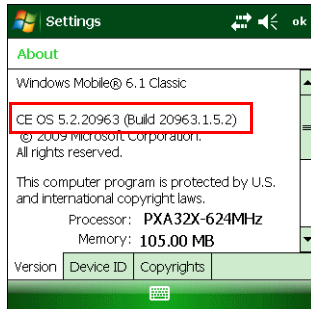 Settings
ok
About
Windows Mobile® 6.1 Classic
CE OS 5.2.20963 (Build 20963.1.5.2)
© 2009 Microsoft Corporation.
All rights reserved.
This computer program is protected by U.S.
and international copyright laws.
Processor: PXA32X-624MHz
Memory: 105.00 MB
Version Device ID Copyrights